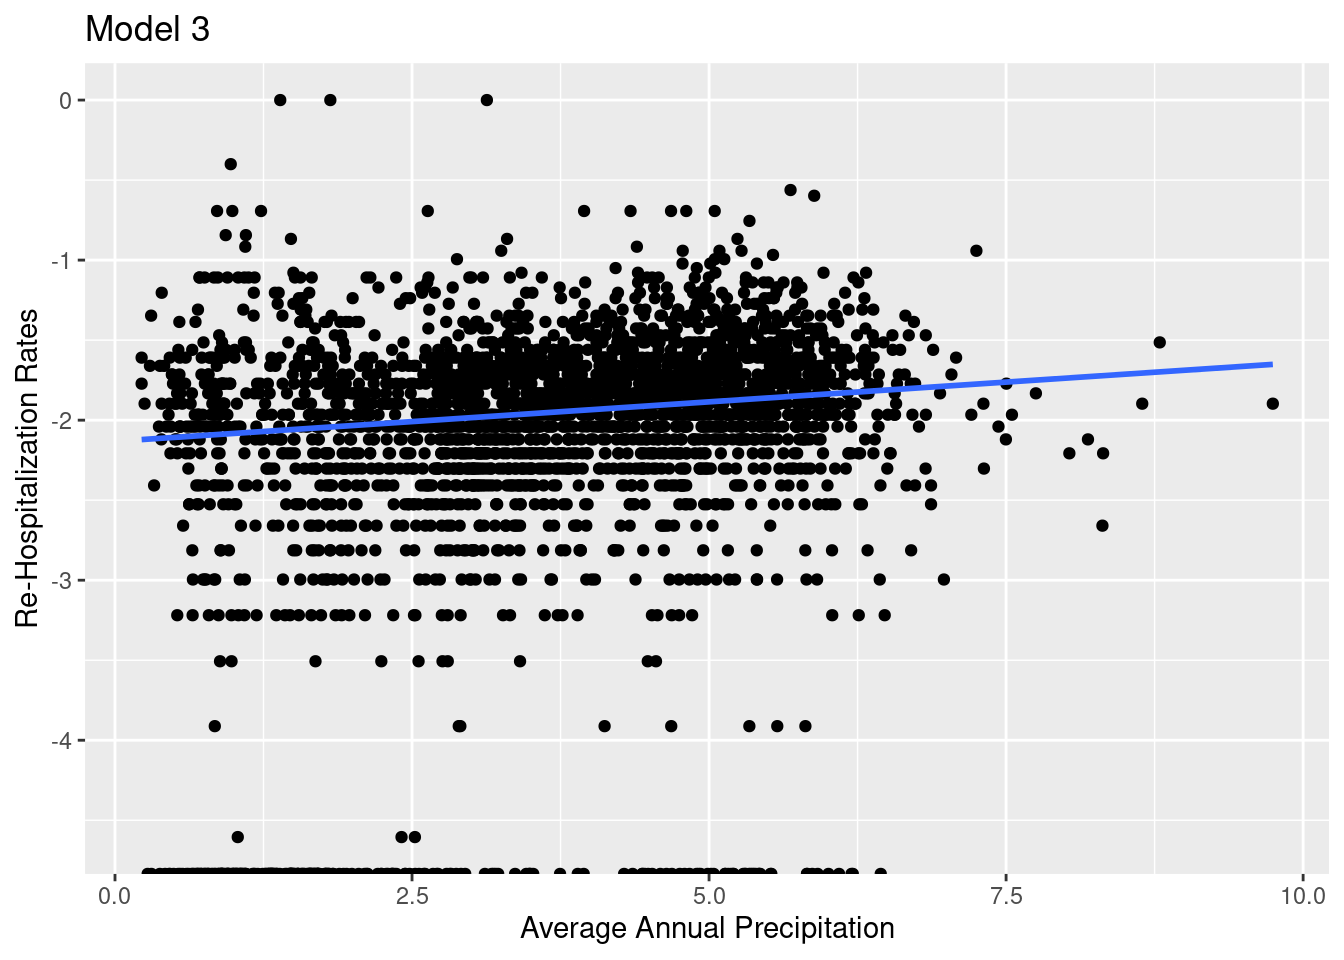 Model 3
0
-1
-2
-3
-4
Re-Hospitalization Rates
0.0 2.5 5.0 7.5 10.0
Average Annual Precipitation